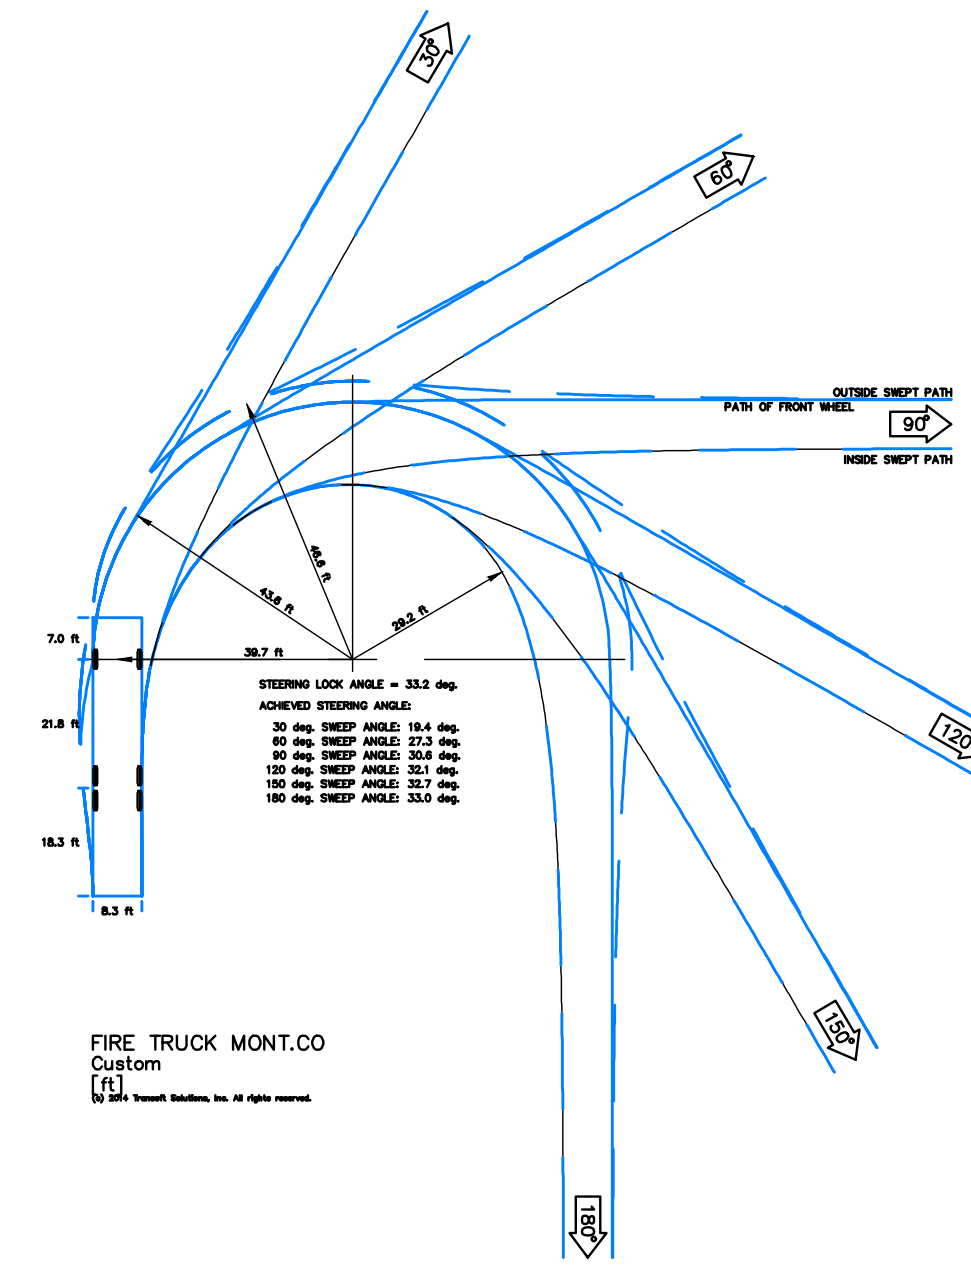 30°
60°
OUTSIDE SWEPT PATH
PATH OF FRONT WHEEL
90°
INSIDE SWEPT PATH
46.6 ft
43.6 ft
29.2 ft
7.0 ft
39.7 ft
STEERING LOCK ANGLE = 33.2 deg.
ACHIEVED STEERING ANGLE:
21.8 ft
30 deg. SWEEP ANGLE: 19.4 deg.
60 deg. SWEEP ANGLE: 27.3 deg.
90 deg. SWEEP ANGLE: 30.6 deg.
120 deg. SWEEP ANGLE: 32.1 deg.
150 deg. SWEEP ANGLE: 32.7 deg.
180 deg. SWEEP ANGLE: 33.0 deg.
120
18.3 ft
8.3 ft
150°
FIRE TRUCK MONT.CO
Custom
[ft]
(c) 2014 Transoft Solutions, Inc. All rights reserved.
180°